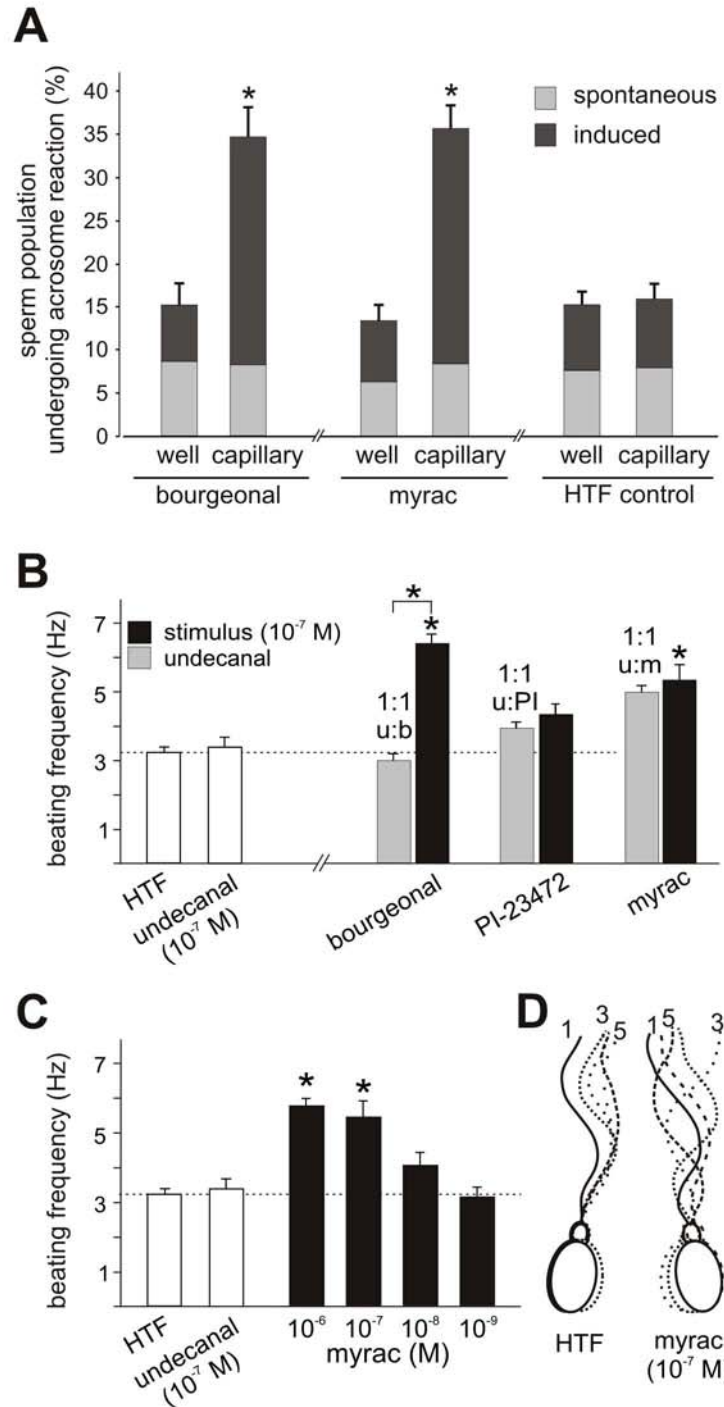 A
sperm population
undergoing acrosome reaction (%)
40
35
30
25
20
15
10
5
0
*
*
spontaneous
induced
well capillary
well capillary
well capillary
bourgeonal
myrac
HTF control
B
beating frequency (Hz)
7
5
3
1
stimulus (10⁻⁷ M)
undecanal
*
*
*
1:1
u:b
1:1
u:PI
1:1
u:m
HTF
undecanal
(10⁻⁷ M)
bourgeonal
PI-23472
myrac
C
beating frequency (Hz)
7
5
3
1
*
*
HTF
undecanal
(10⁻⁷ M)
10⁻⁶ 10⁻⁷ 10⁻⁸ 10⁻⁹
myrac (M)
D
1 3 5
1 5 3
HTF
myrac
(10⁻⁷ M